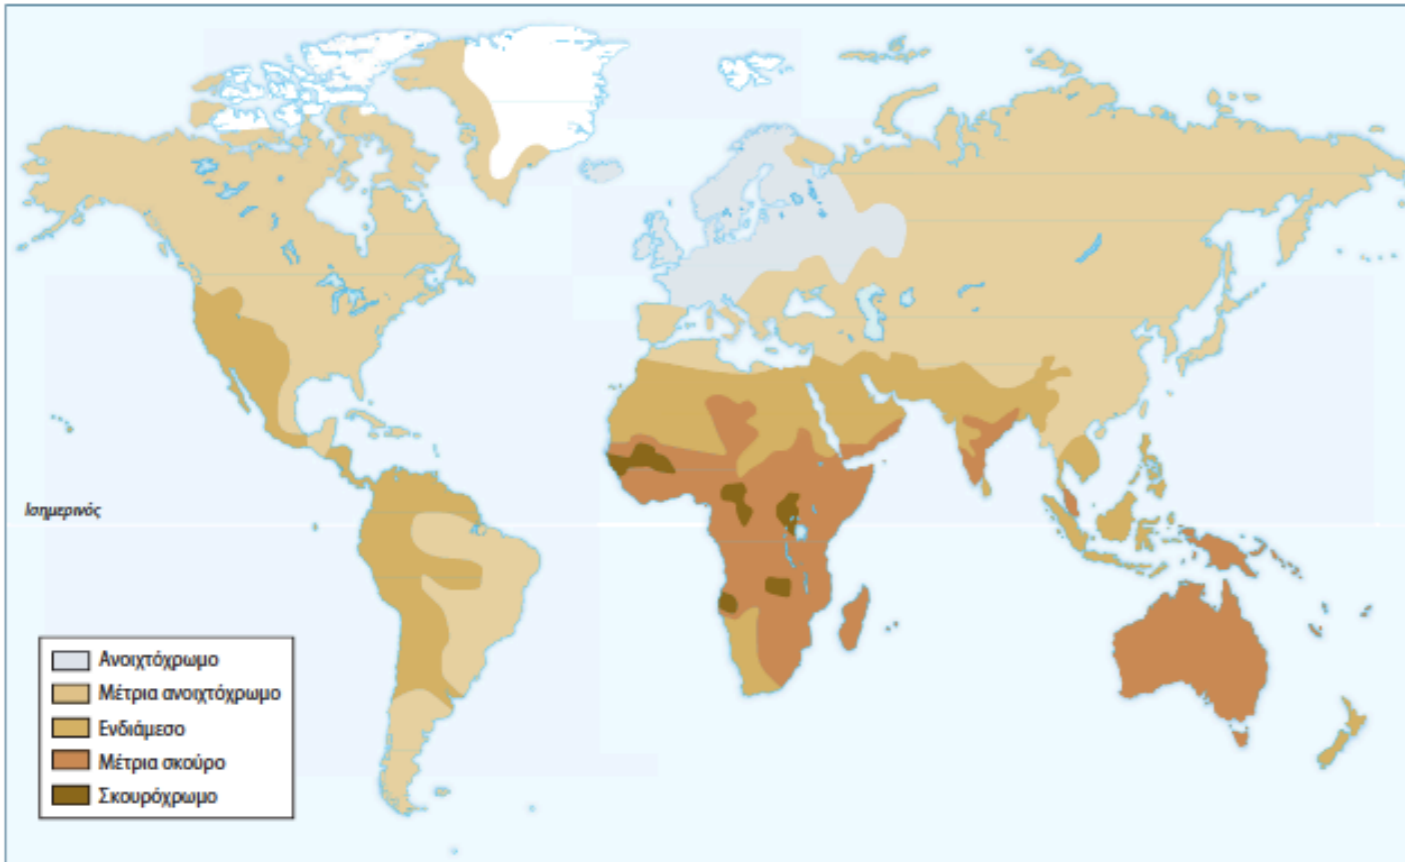 Ισημερινός
Ανοιχτόχρωμο
Μέτρια ανοιχτόχρωμο
Ενδιάμεσο
Μέτρια σκούρο
Σκουρόχρωμο